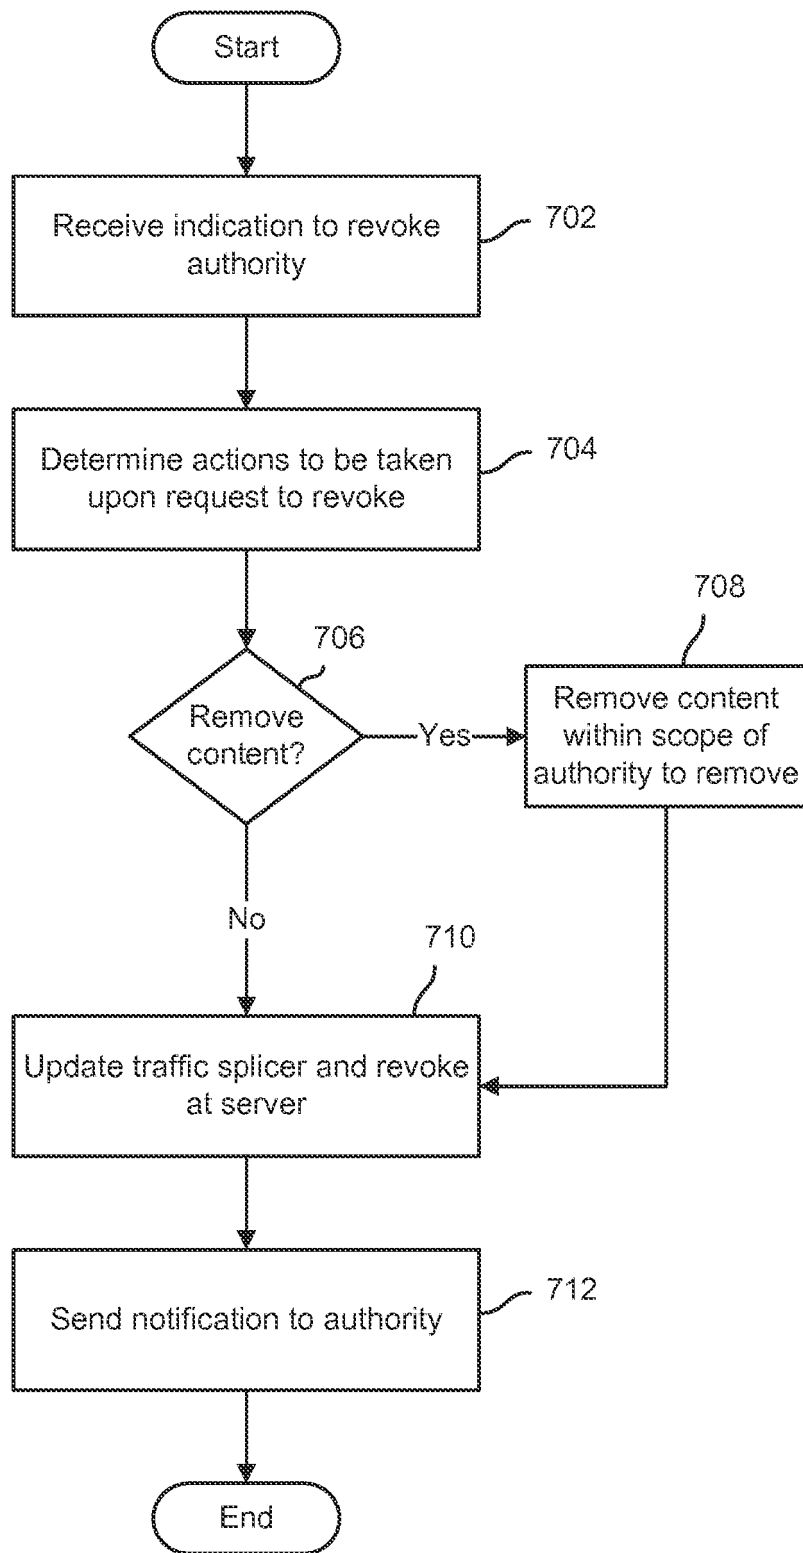 Start
Receive indication to revoke
authority
702
Determine actions to be taken
upon request to revoke
704
706
Remove
content?
Yes
708
Remove content
within scope of
authority to remove
No
710
Update traffic splicer and revoke
at server
Send notification to authority
712
End